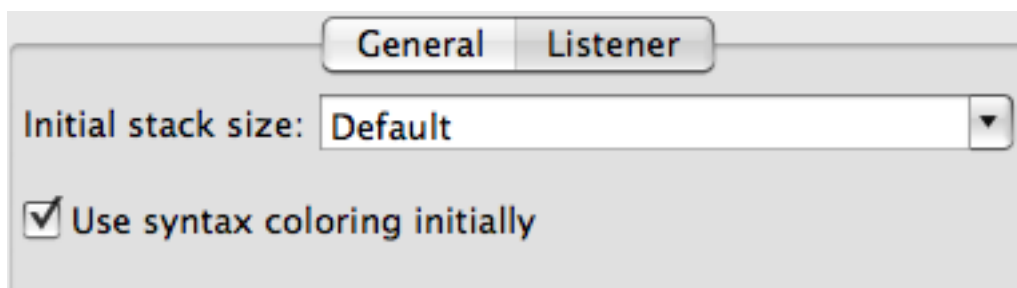 General Listener
Initial stack size: Default
Use syntax coloring initially